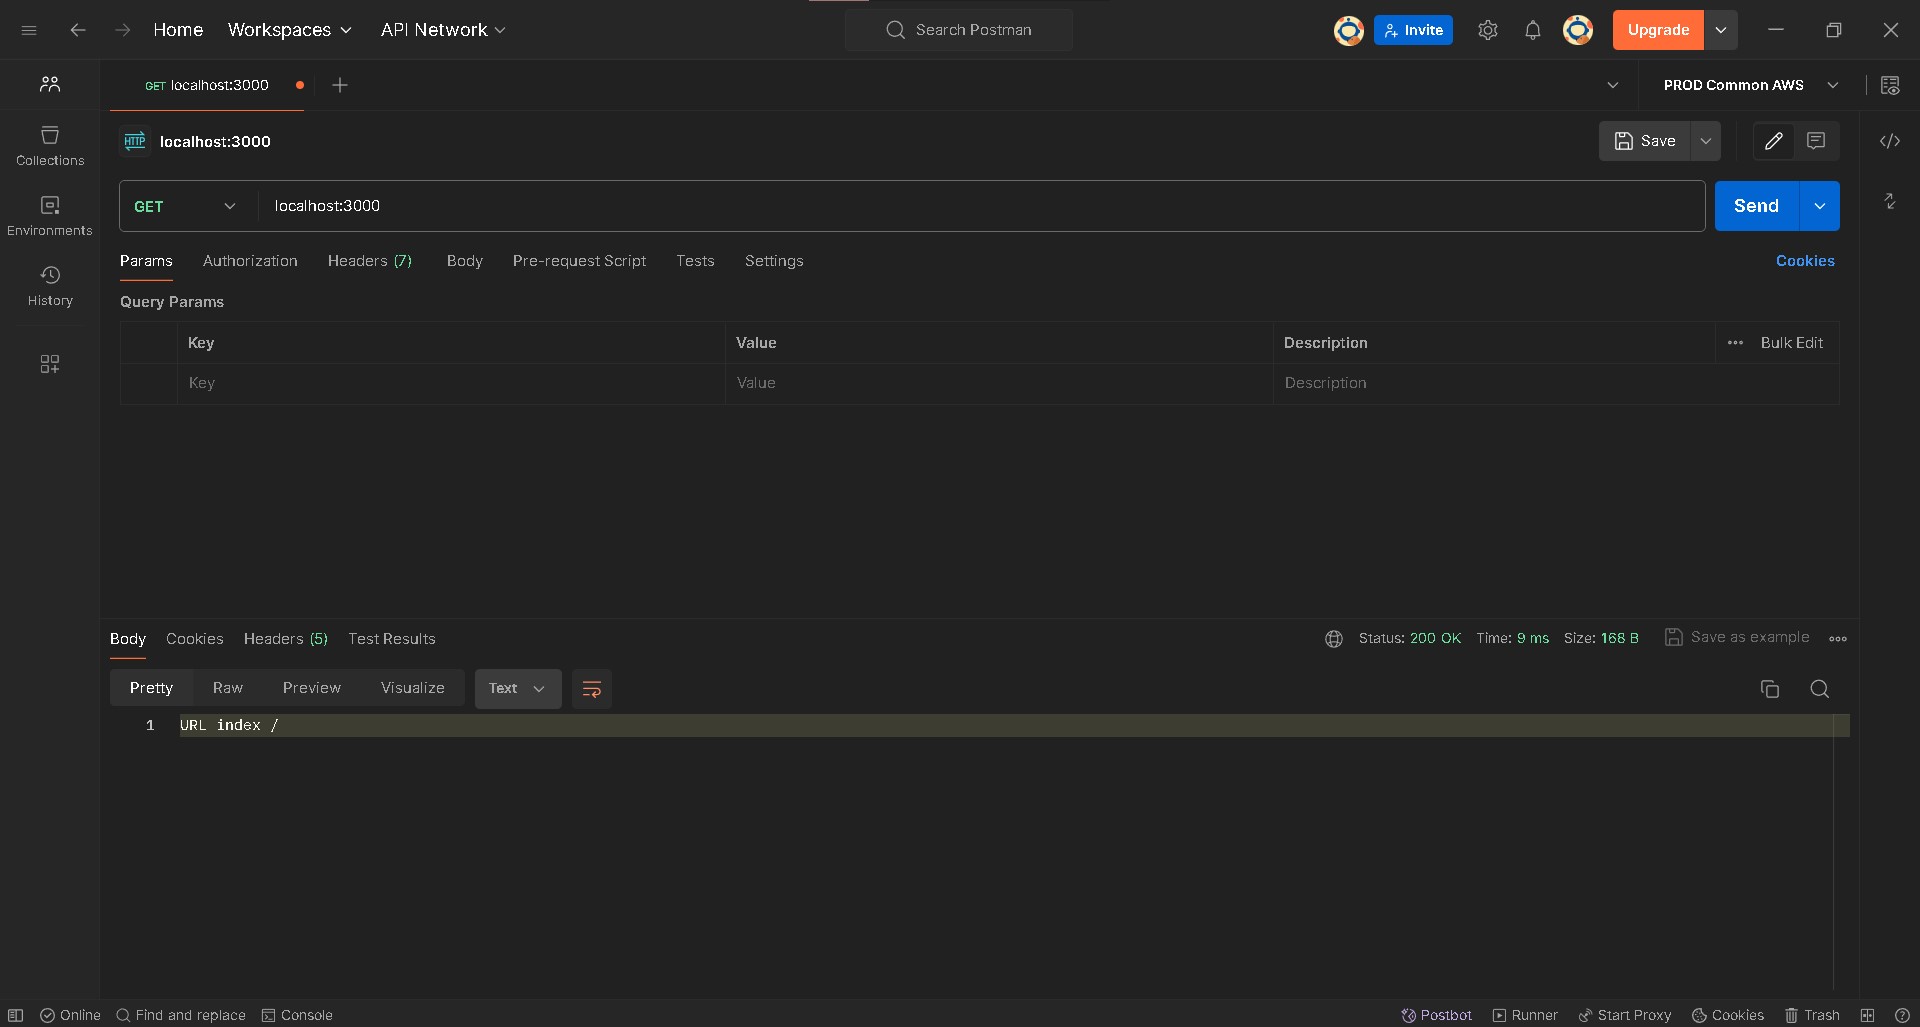 Home Workspaces API Network Search Postman Invite Upgrade
GET localhost:3000 PROD Common AWS
HTTP localhost:3000 Save
Collections
Environments
History
GET localhost:3000 Send
Params Authorization Headers (7) Body Pre-request Script Tests Settings Cookies
Query Params
Key Value Description Bulk Edit
Key Value Description
Body Cookies Headers (5) Test Results Status: 200 OK Time: 9 ms Size: 168 B Save as example
Pretty Raw Preview Visualize Text
1 URL index /
Online Find and replace Console Postbot Runner Start Proxy Cookies Trash